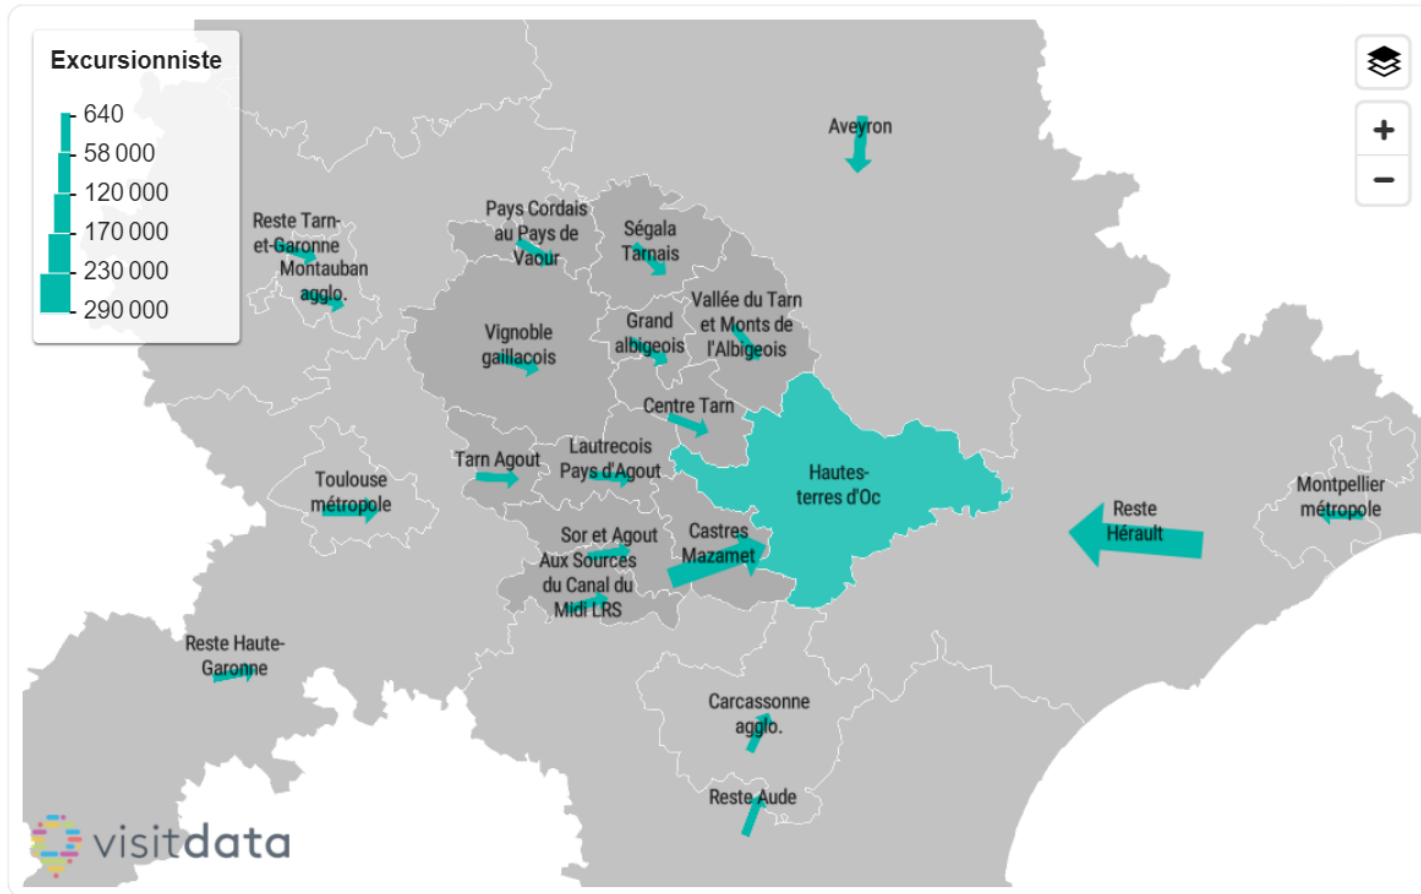 Excursionniste
640
58 000
120 000
170 000
230 000
290 000
+
−
Aveyron
Pays Cordais
au Pays de
Vaour
Ségala
Tarnais
Reste Tarn-
et-Garonne
Montauban
agglo.
Vallée du Tarn
et Monts de
l'Albigeois
Grand
albigeois
Vignoble
gaillacois
Centre Tarn
Tarn Agout
Lautrecois
Pays d'Agout
Hautes-
terres d'Oc
Toulouse
métropole
Montpellier
métropole
Reste
Hérault
Castres
Mazamet
Sor et Agout
Aux Sources
du Canal du
Midi LRS
Reste Haute-
Garonne
Carcassonne
agglo.
Reste Aude
visitdata